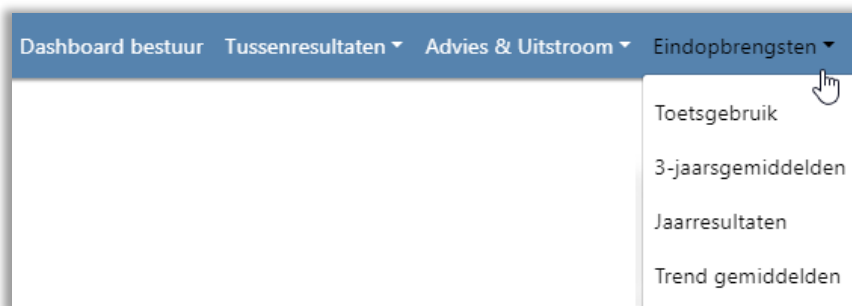 Dashboard bestuur Tussenresultaten Advies & Uitstroom Eindopbrengsten
Toetsgebruik
3-jaarsgemiddelden
Jaarresultaten
Trend gemiddelden